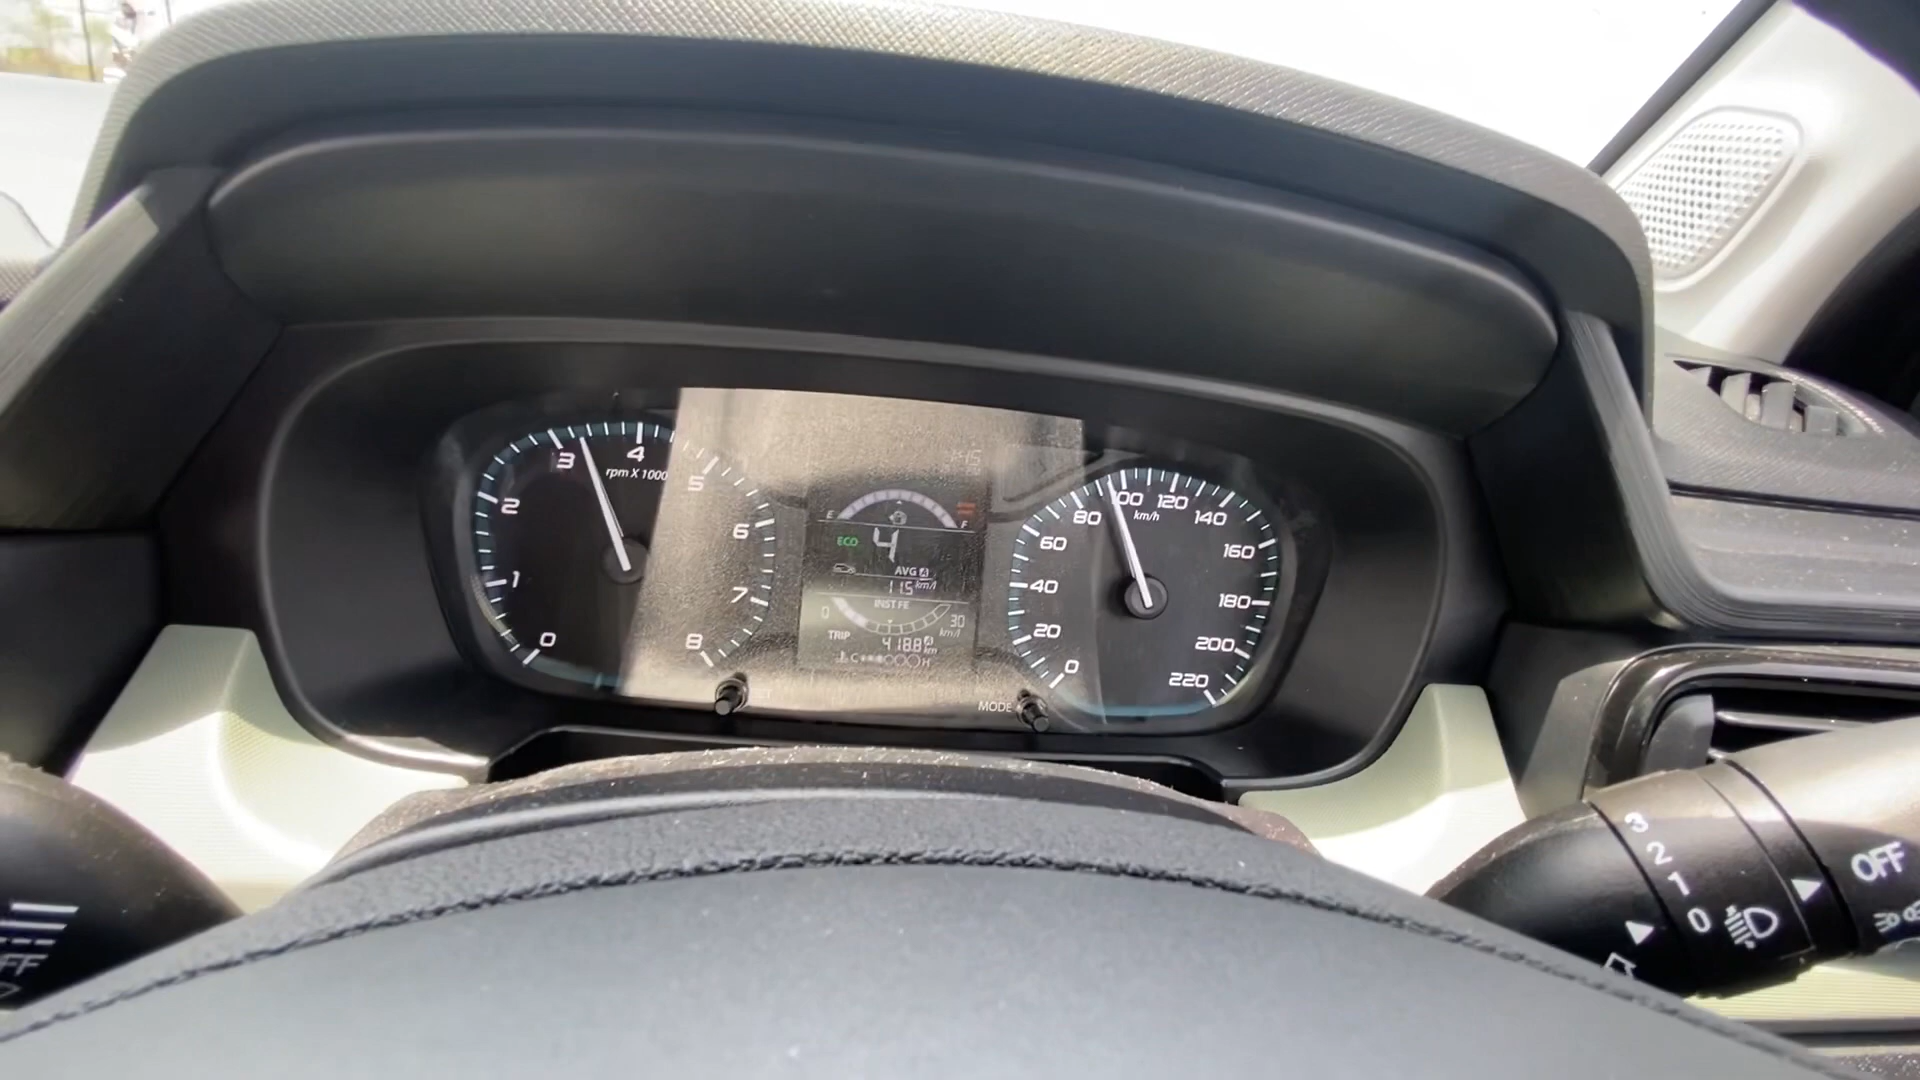 0
1
2
3
4
5
6
7
8
rpm X 1000
E F
ECO
4
AVG A
11.5 km/l
INST FE
0 30
km/l
TRIP
418.8 A
km
C H
MODE
0
20
40
60
80
100
120
140
160
180
200
220
km/h
3
2
1
0
OFF